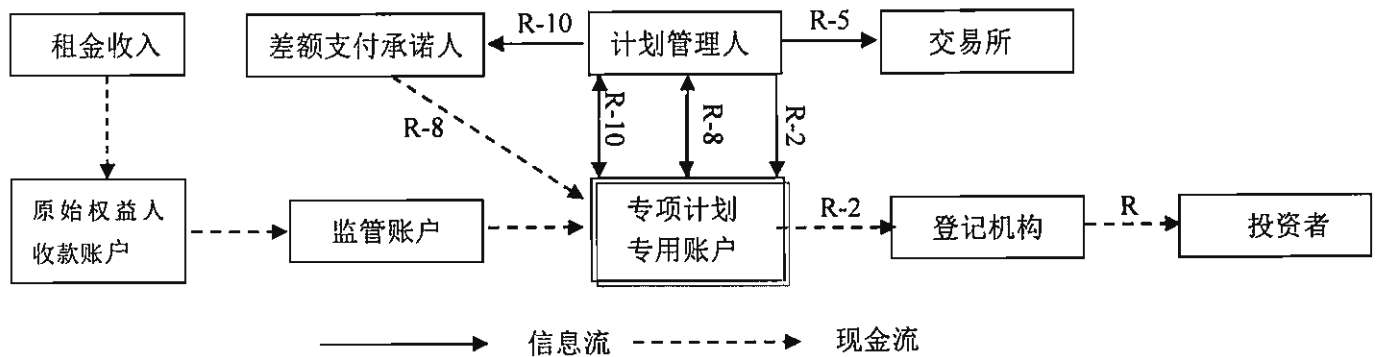 租金收入
差额支付承诺人
R-10
计划管理人
R-5
交易所
R-8
R-10
R-8
R-2
原始权益人
收款账户
监管账户
专项计划
专用账户
R-2
登记机构
R
投资者
信息流
现金流